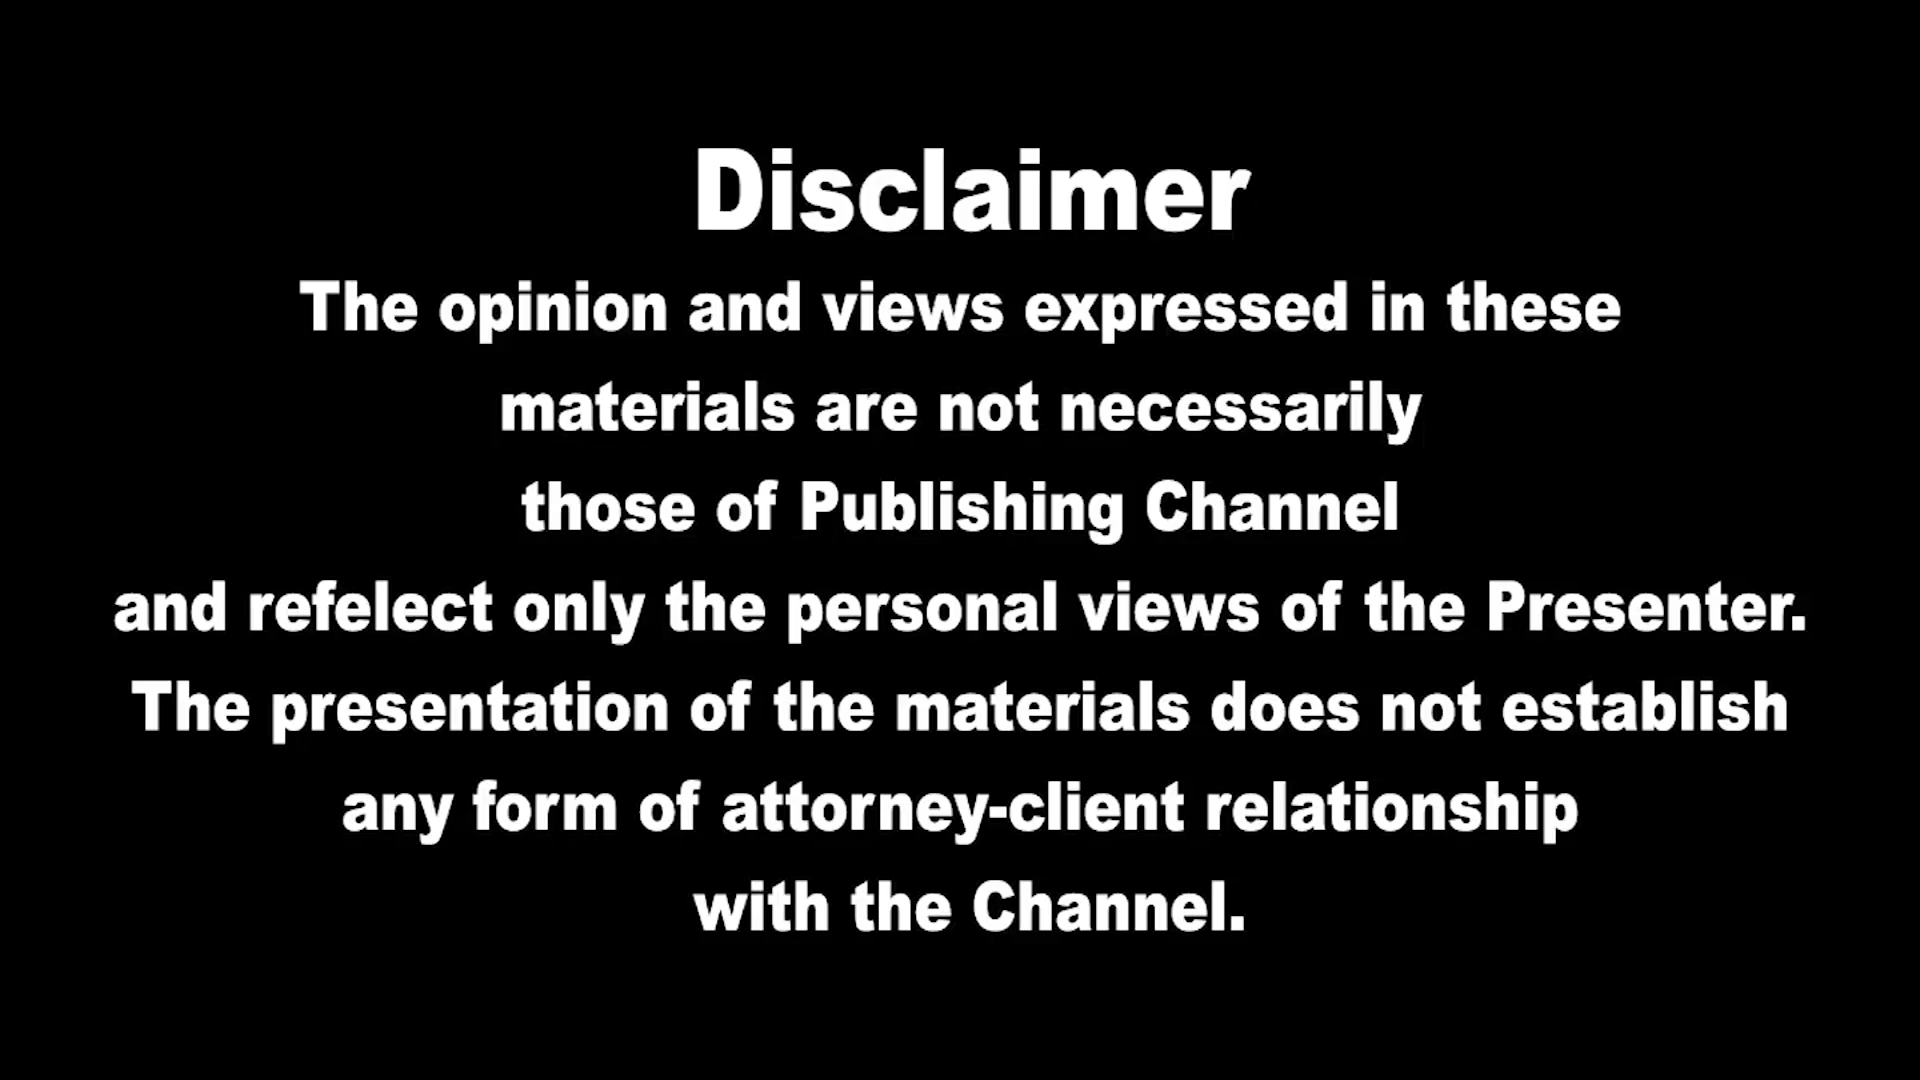 Disclaimer
The opinion and views expressed in these
materials are not necessarily
those of Publishing Channel
and refelect only the personal views of the Presenter.
The presentation of the materials does not establish
any form of attorney-client relationship
with the Channel.